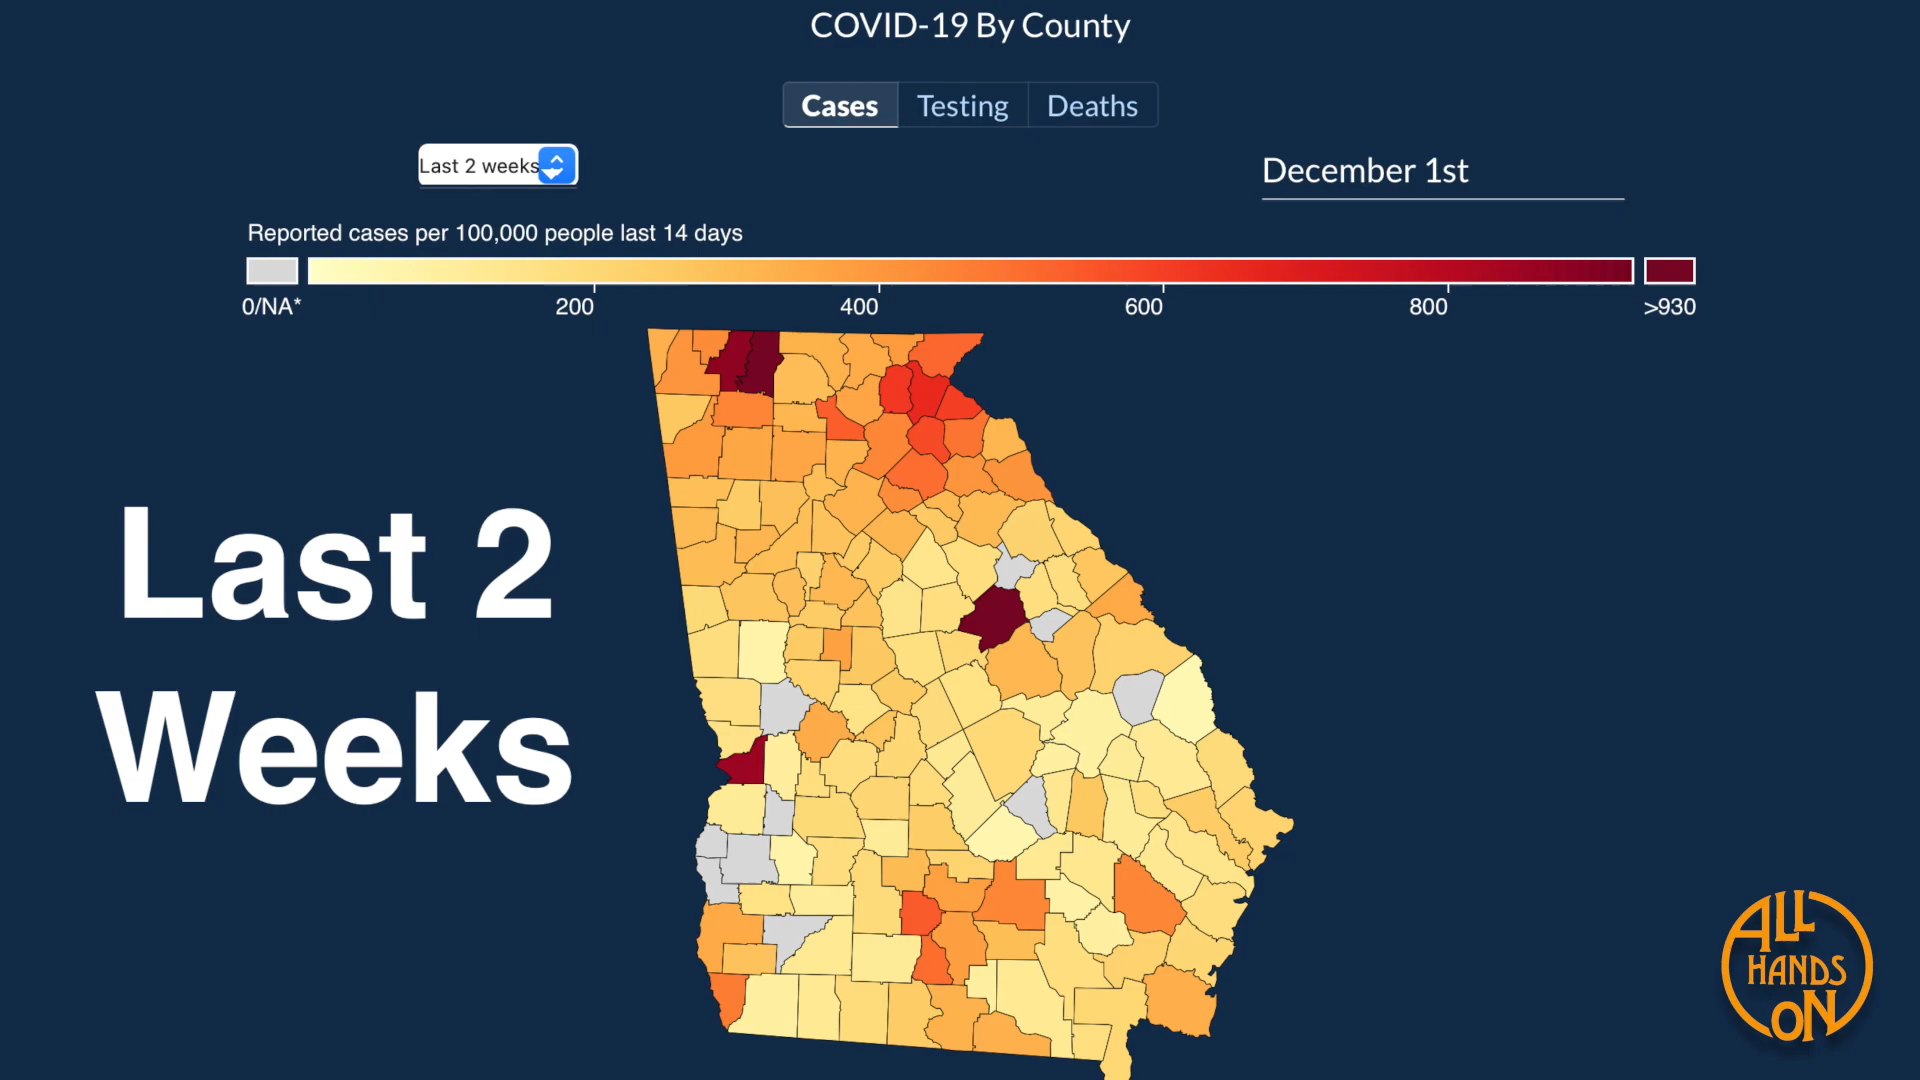 COVID-19 By County
Cases Testing Deaths
Last 2 weeks
December 1st
Reported cases per 100,000 people last 14 days
0/NA* 200 400 600 800 >930
Last 2
Weeks
ALL
HANDS
ON